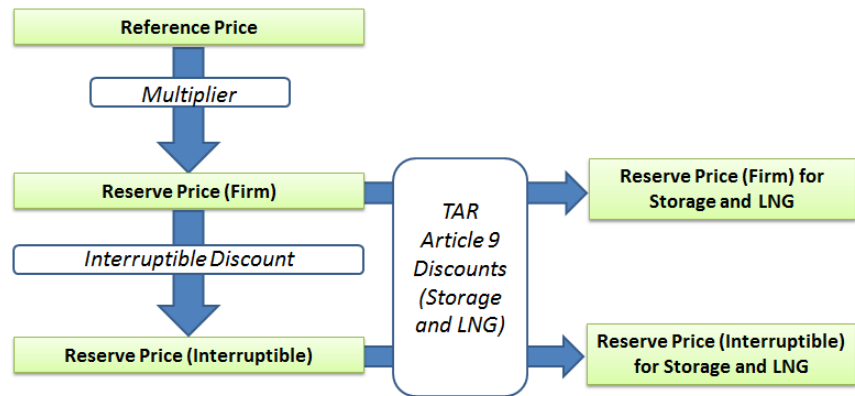 Reference Price
Multiplier
Reserve Price (Firm)
Interruptible Discount
Reserve Price (Interruptible)
TAR
Article 9
Discounts
(Storage
and LNG)
Reserve Price (Firm) for
Storage and LNG
Reserve Price (Interruptible)
for Storage and LNG